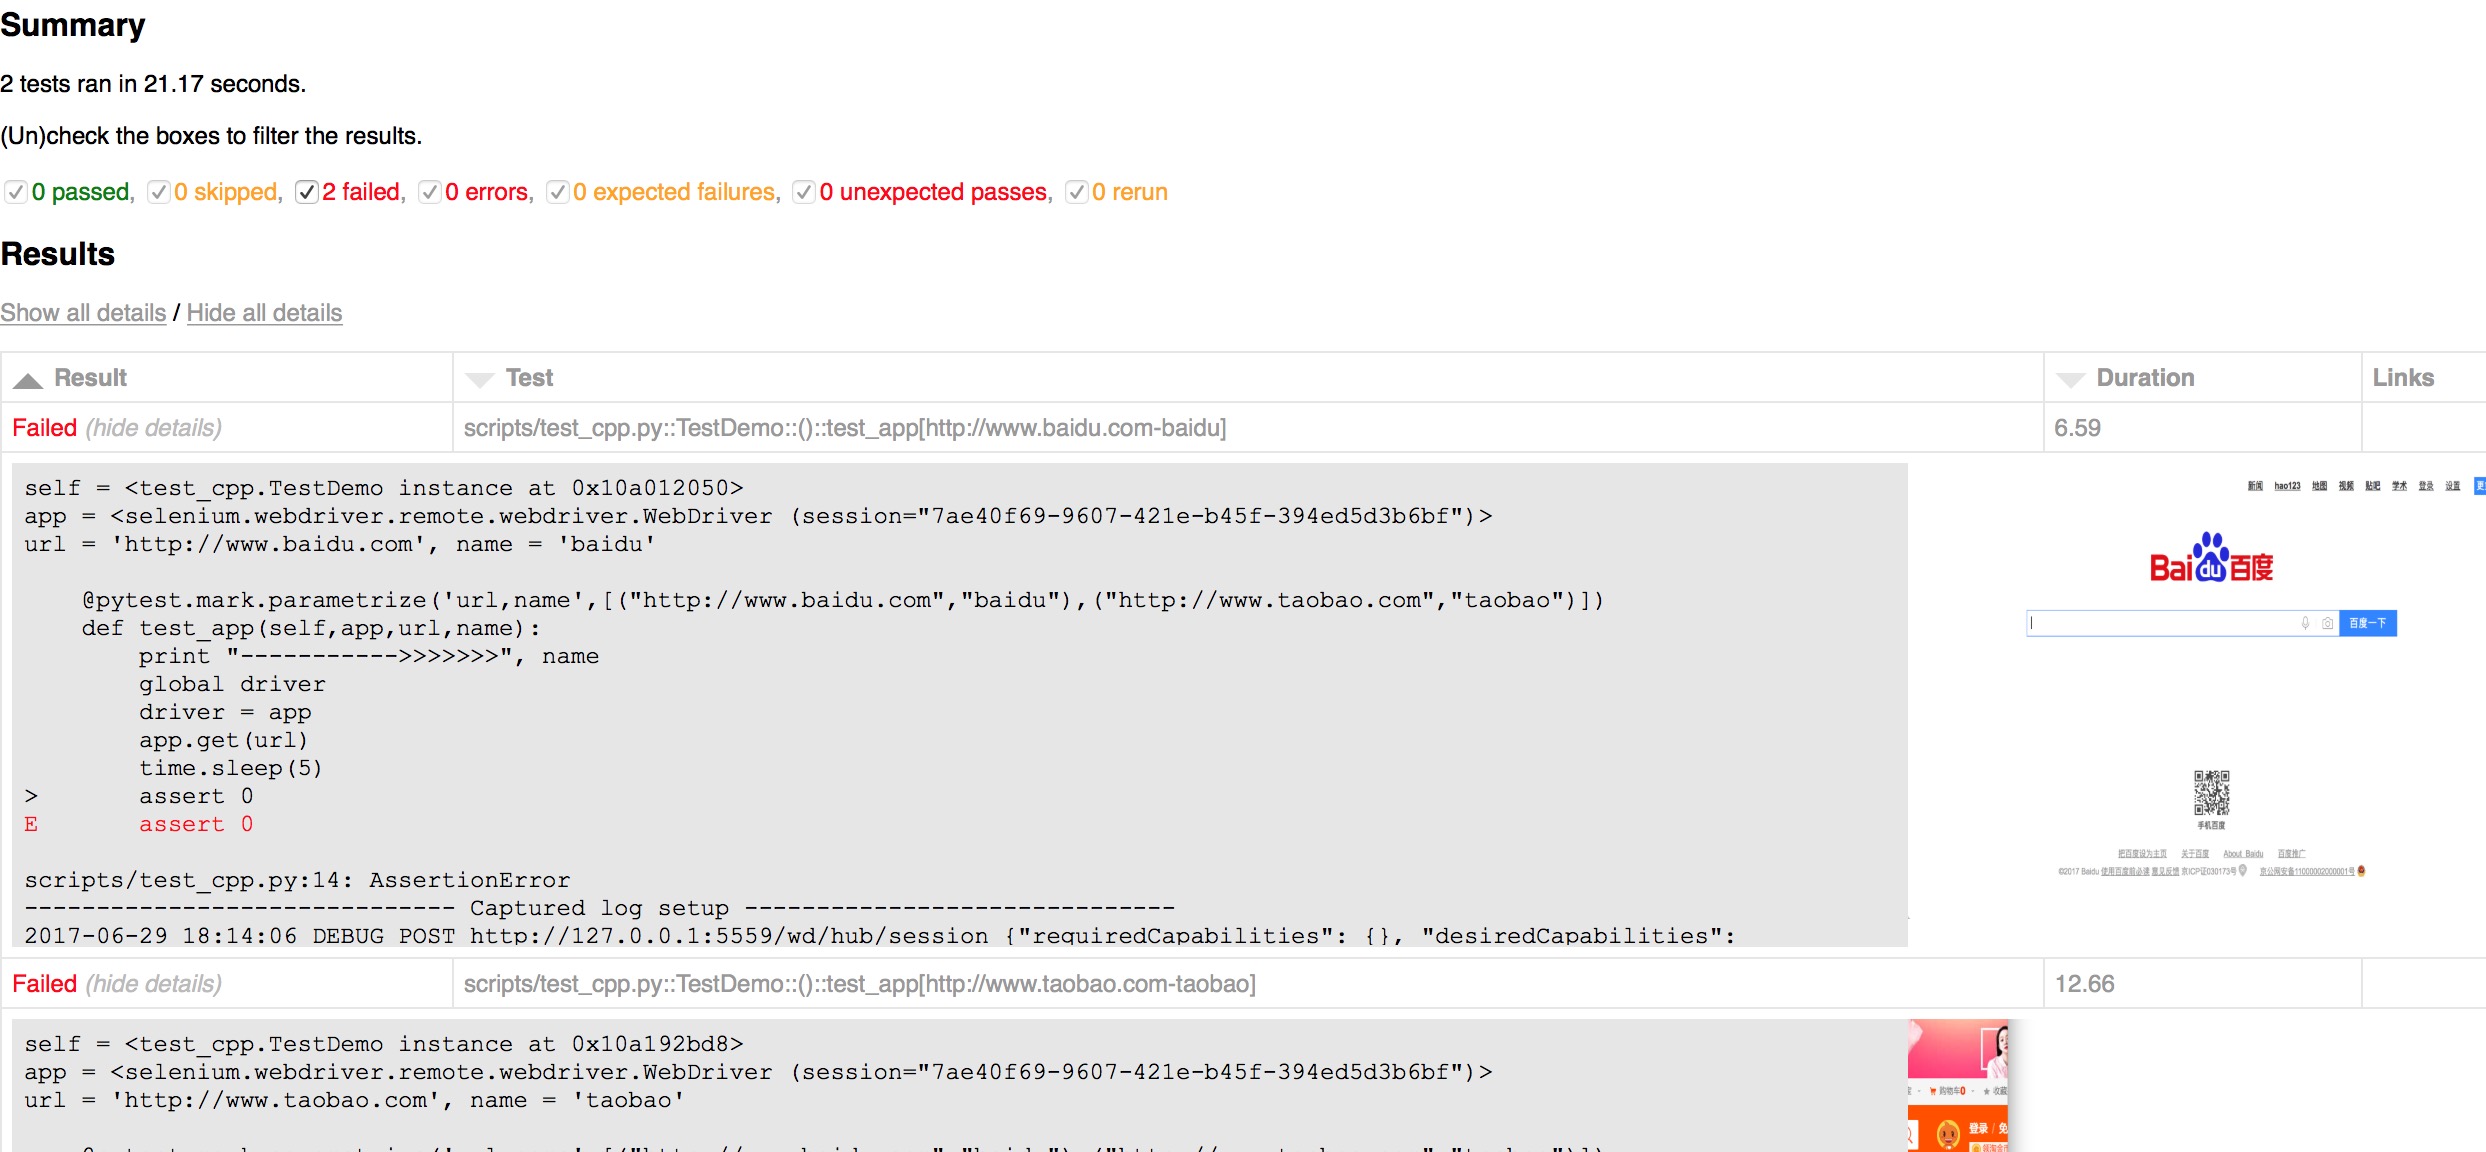 Summary
2 tests ran in 21.17 seconds.
(Un)check the boxes to filter the results.
0 passed, 0 skipped, 2 failed, 0 errors, 0 expected failures, 0 unexpected passes, 0 rerun
Results
Show all details / Hide all details
Result Test Duration Links
Failed (hide details) scripts/test_cpp.py::TestDemo::()::test_app[http://www.baidu.com-baidu] 6.59
self = <test_cpp.TestDemo instance at 0x10a012050>
app = <selenium.webdriver.remote.webdriver.WebDriver (session="7ae40f69-9607-421e-b45f-394ed5d3b6bf")>
url = 'http://www.baidu.com', name = 'baidu'
@pytest.mark.parametrize('url,name',[("http://www.baidu.com","baidu"),("http://www.taobao.com","taobao")])
def test_app(self,app,url,name):
print "----------->>>>>>>", name
global driver
driver = app
app.get(url)
time.sleep(5)
> assert 0
E assert 0
scripts/test_cpp.py:14: AssertionError
------------------------------ Captured log setup ------------------------------
2017-06-29 18:14:06 DEBUG POST http://127.0.0.1:5559/wd/hub/session {"requiredCapabilities": {}, "desiredCapabilities":
新闻 hao123 地图 视频 贴吧 学术 登录 设置
Baidu百度
百度一下
手机百度
把百度设为主页 关于百度 About Baidu 百度推广
©2017 Baidu 使用百度前必读 意见反馈 京ICP证030173号 京公网安备11000002000001号
Failed (hide details) scripts/test_cpp.py::TestDemo::()::test_app[http://www.taobao.com-taobao] 12.66
self = <test_cpp.TestDemo instance at 0x10a192bd8>
app = <selenium.webdriver.remote.webdriver.WebDriver (session="7ae40f69-9607-421e-b45f-394ed5d3b6bf")>
url = 'http://www.taobao.com', name = 'taobao'
购物车0 收藏
登录 / 免